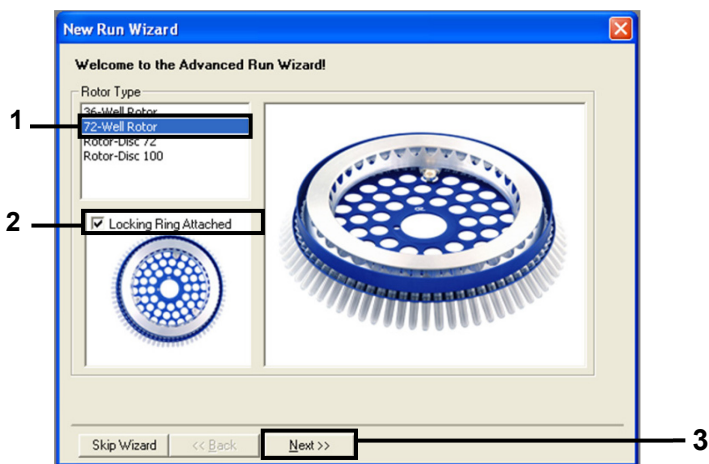 New Run Wizard
Welcome to the Advanced Run Wizard!
Rotor Type
36-Well Rotor
1
72-Well Rotor
Rotor-Disc 72
Rotor-Disc 100
2
Locking Ring Attached
Skip Wizard
<< Back
Next >>
3